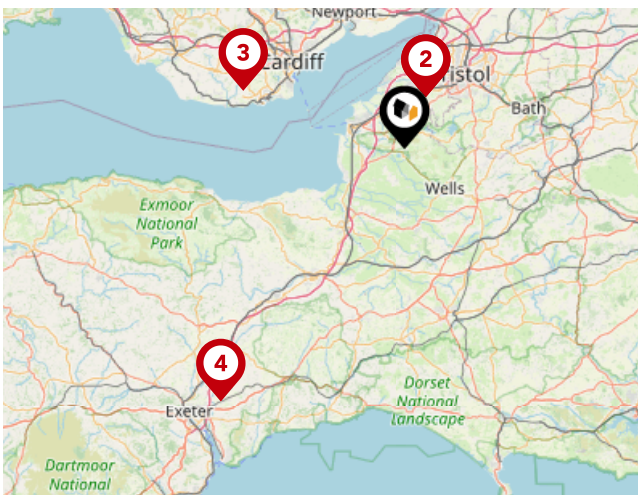 Newport
3
Cardiff
2
ristol
Bath
Wells
Exmoor
National
Park
4
Exeter
Dorset
National
Landscape
Dartmoor
National